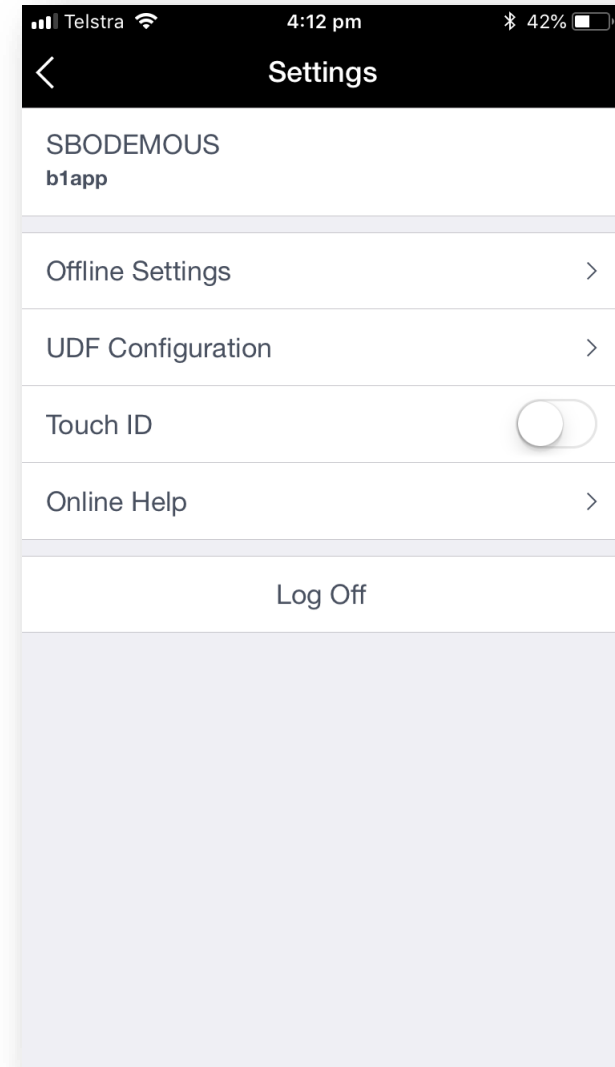 Telstra 4:12 pm 42%
Settings
SBODEMOUS
b1app
Offline Settings
UDF Configuration
Touch ID
Online Help
Log Off